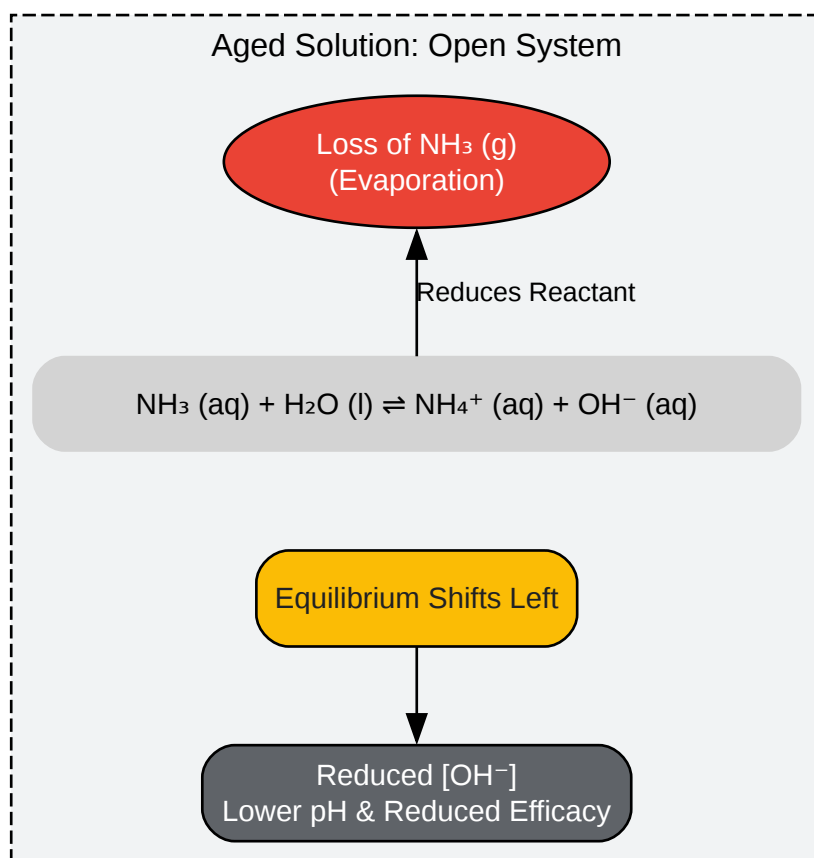 Aged Solution: Open System
Loss of NH₃ (g)
(Evaporation)
Reduces Reactant
NH₃ (aq) + H₂O (l) ⇌ NH₄⁺ (aq) + OH⁻ (aq)
Equilibrium Shifts Left
Reduced [OH⁻]
Lower pH & Reduced Efficacy